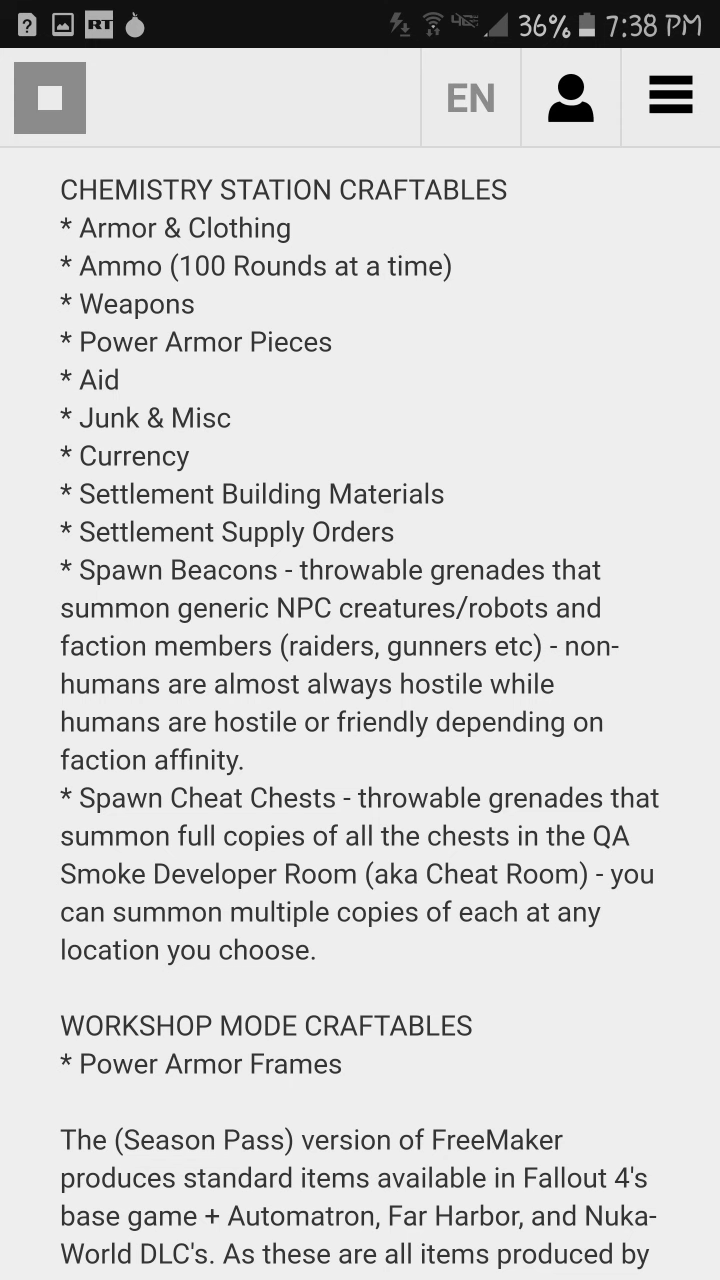 RT
36% 7:38 PM
EN
CHEMISTRY STATION CRAFTABLES
* Armor & Clothing
* Ammo (100 Rounds at a time)
* Weapons
* Power Armor Pieces
* Aid
* Junk & Misc
* Currency
* Settlement Building Materials
* Settlement Supply Orders
* Spawn Beacons - throwable grenades that
summon generic NPC creatures/robots and
faction members (raiders, gunners etc) - non-
humans are almost always hostile while
humans are hostile or friendly depending on
faction affinity.
* Spawn Cheat Chests - throwable grenades that
summon full copies of all the chests in the QA
Smoke Developer Room (aka Cheat Room) - you
can summon multiple copies of each at any
location you choose.
WORKSHOP MODE CRAFTABLES
* Power Armor Frames
The (Season Pass) version of FreeMaker
produces standard items available in Fallout 4's
base game + Automatron, Far Harbor, and Nuka-
World DLC's. As these are all items produced by